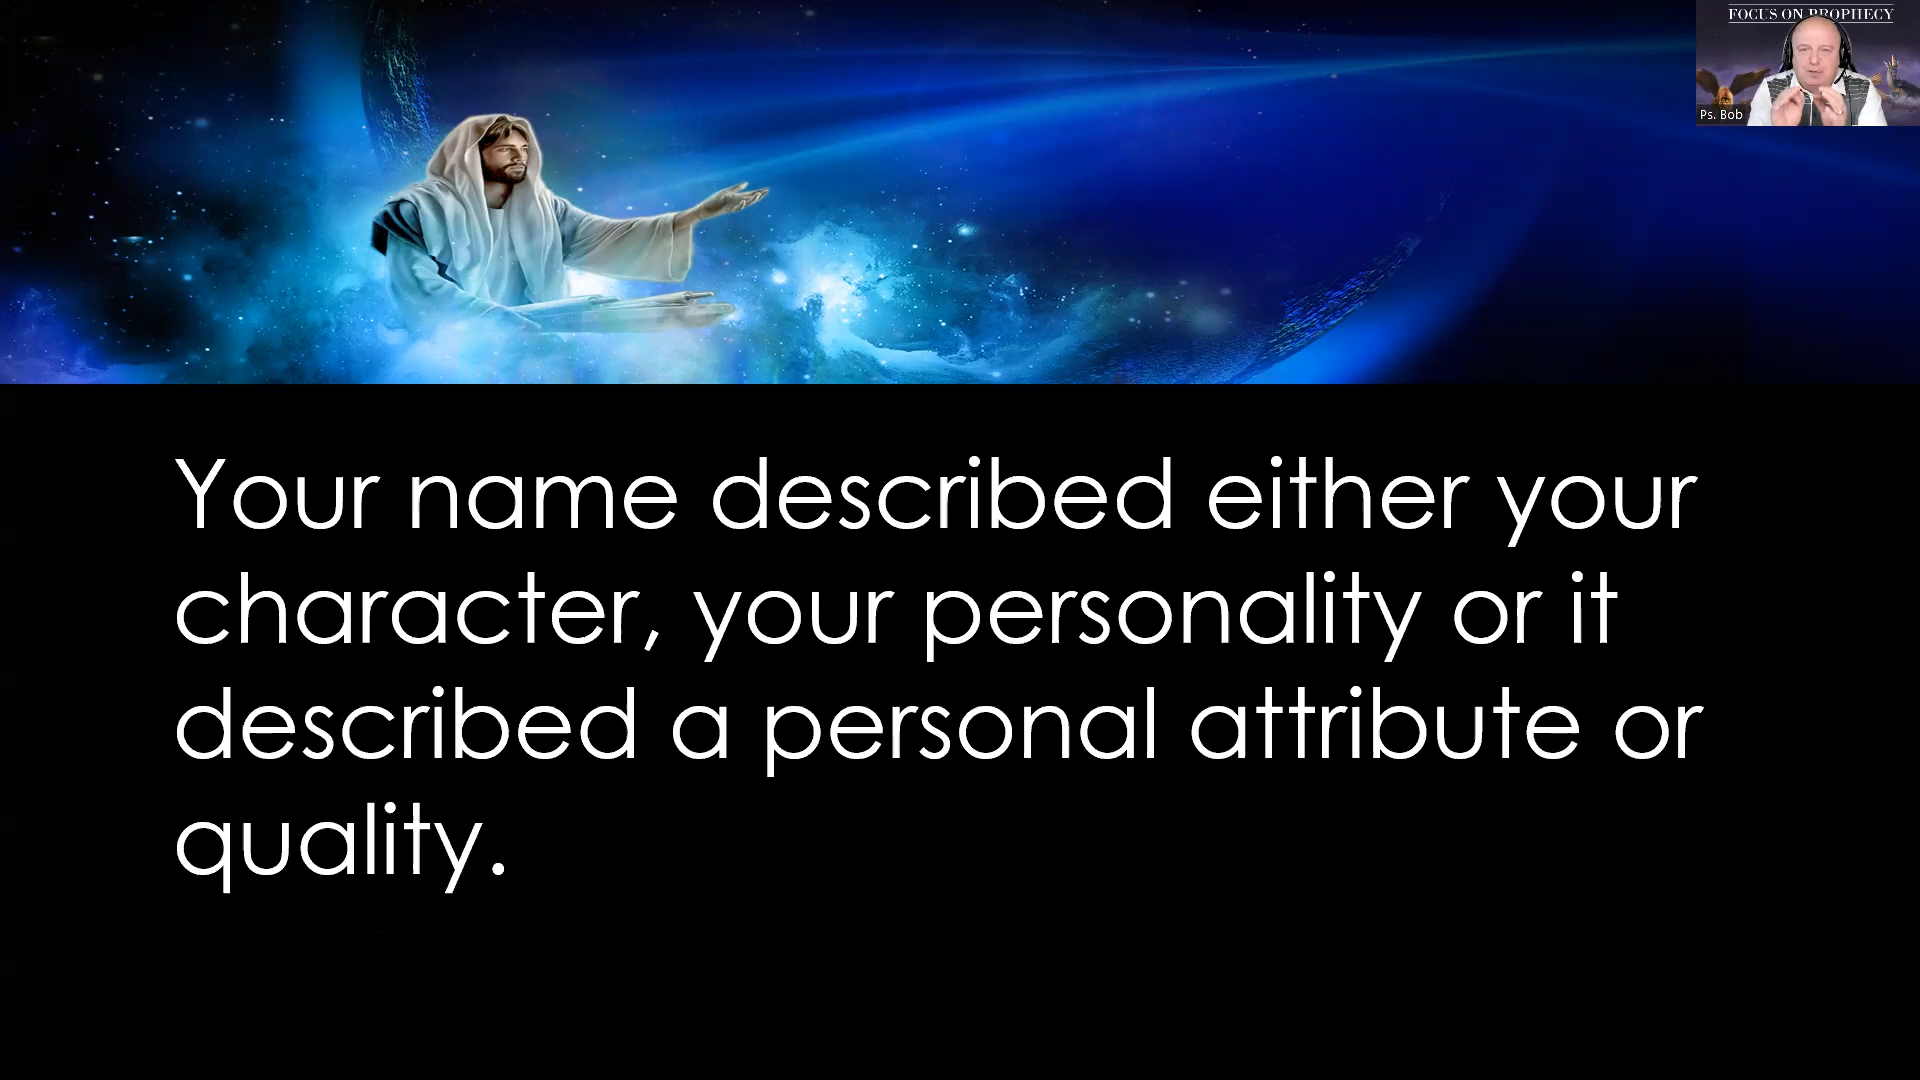 FOCUS ON PROPHECY
Ps. Bob
Your name described either your
character, your personality or it
described a personal attribute or
quality.